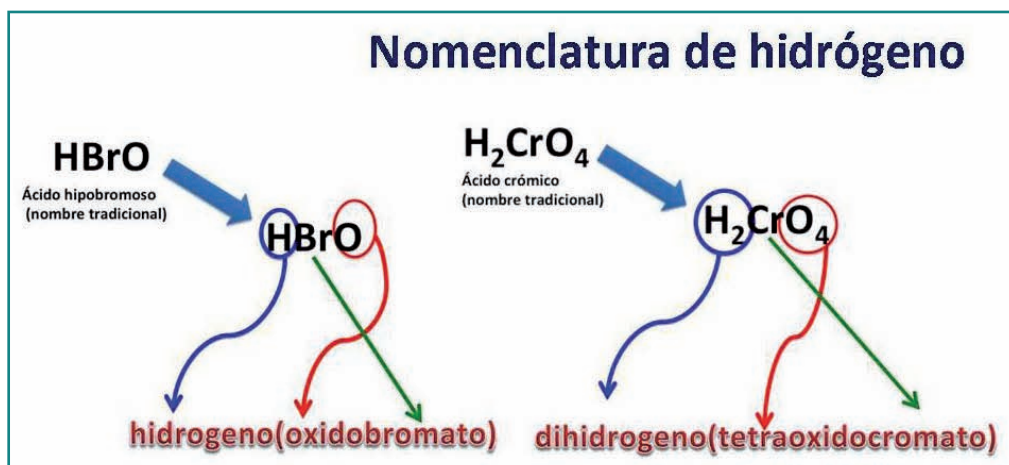 Nomenclatura de hidrógeno
HBrO
Ácido hipobromoso
(nombre tradicional)
HBrO
hidrogeno(oxidobromato)
H₂CrO₄
Ácido crómico
(nombre tradicional)
H₂CrO₄
dihidrogeno(tetraoxidocromato)